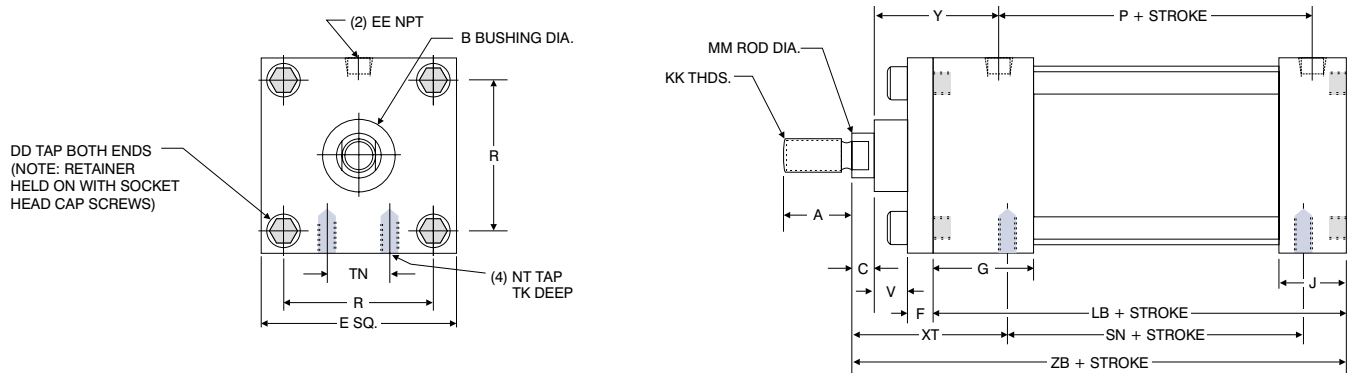 (2) EE NPT
B BUSHING DIA.
DD TAP BOTH ENDS
(NOTE: RETAINER
HELD ON WITH SOCKET
HEAD CAP SCREWS)
R
TN
R
E SQ.
(4) NT TAP
TK DEEP
Y
P + STROKE
MM ROD DIA.
KK THDS.
A
C
V
F
G
J
LB + STROKE
XT
SN + STROKE
ZB + STROKE